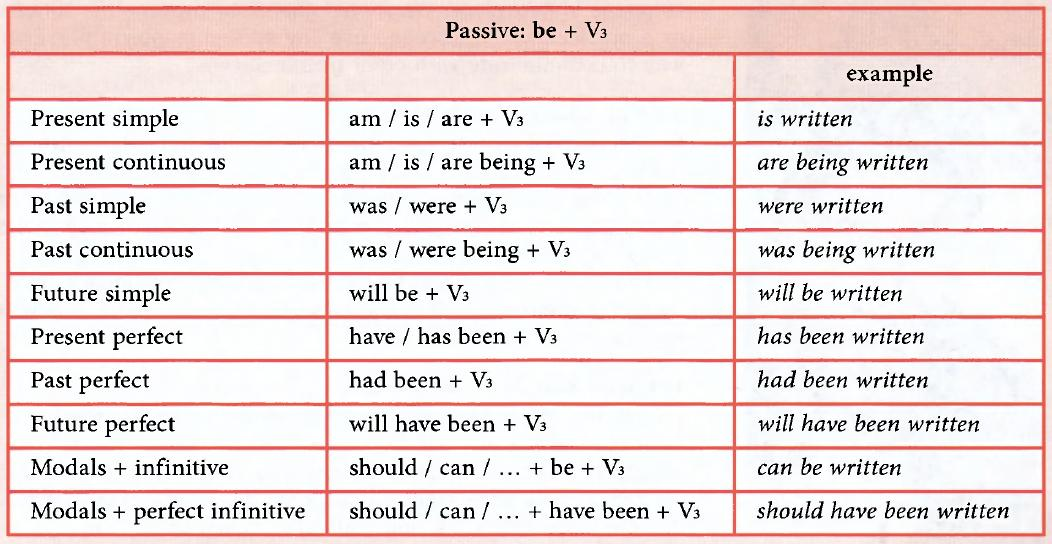 Passive: be + V₃
example
Present simple am / is / are + V₃ is written
Present continuous am / is / are being + V₃ are being written
Past simple was / were + V₃ were written
Past continuous was / were being + V₃ was being written
Future simple will be + V₃ will be written
Present perfect have / has been + V₃ has been written
Past perfect had been + V₃ had been written
Future perfect will have been + V₃ will have been written
Modals + infinitive should / can / ... + be + V₃ can be written
Modals + perfect infinitive should / can / ... + have been + V₃ should have been written